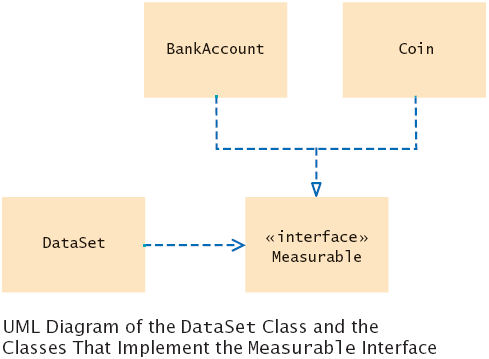 BankAccount
Coin
DataSet
«interface»
Measurable
UML Diagram of the DataSet Class and the
Classes That Implement the Measurable Interface